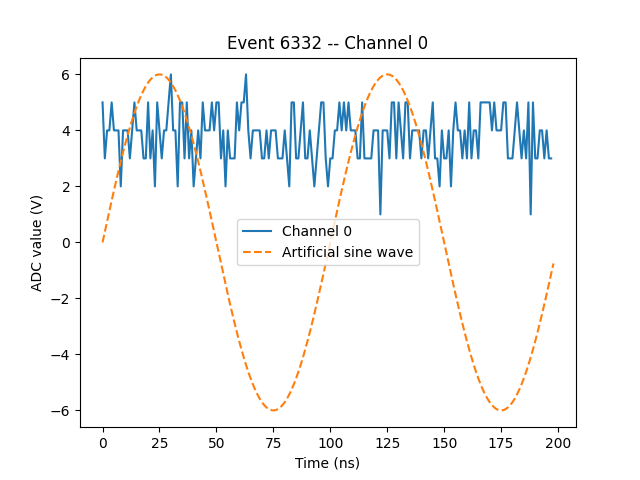 Event 6332 -- Channel 0
6
4
2
0
−2
−4
−6
ADC value (V)
Channel 0
Artificial sine wave
0 25 50 75 100 125 150 175 200
Time (ns)